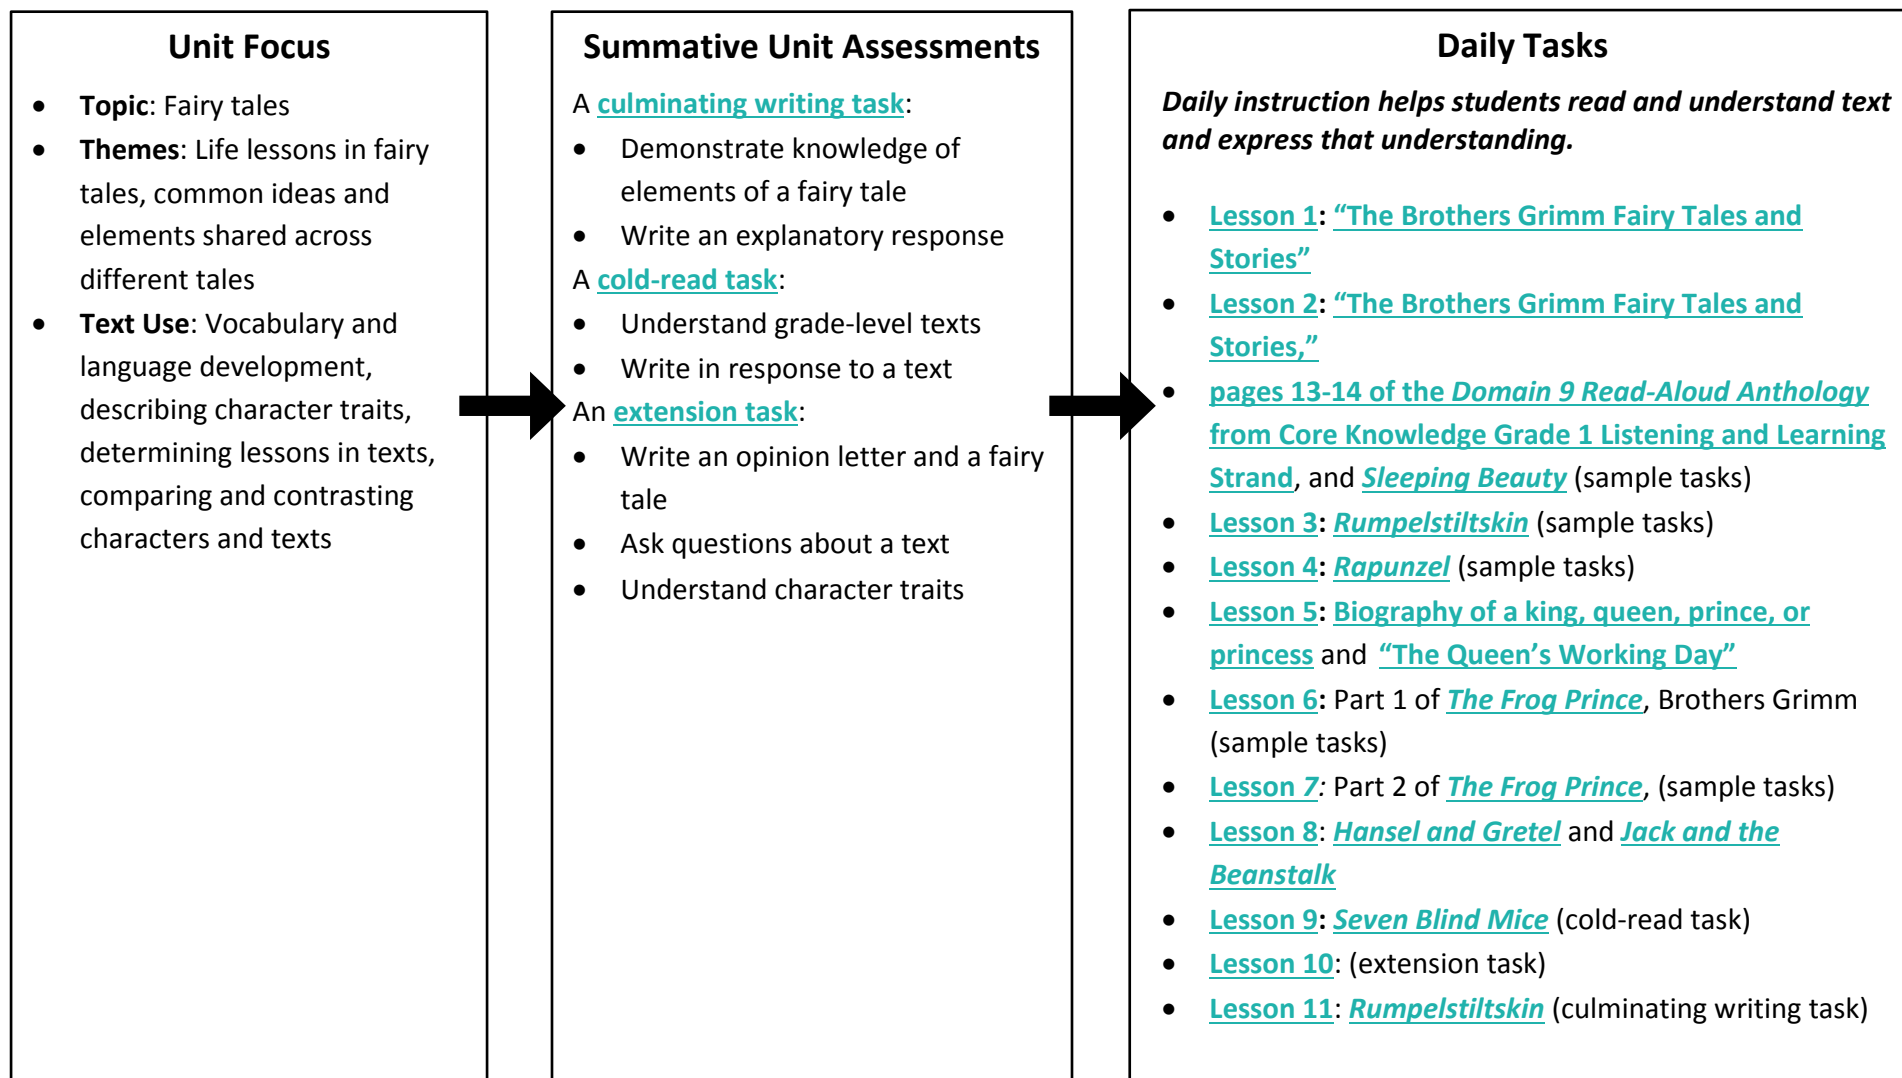 Unit Focus
• Topic: Fairy tales
• Themes: Life lessons in fairy
tales, common ideas and
elements shared across
different tales
• Text Use: Vocabulary and
language development,
describing character traits,
determining lessons in texts,
comparing and contrasting
characters and texts
Summative Unit Assessments
A culminating writing task:
• Demonstrate knowledge of
elements of a fairy tale
• Write an explanatory response
A cold-read task:
• Understand grade-level texts
• Write in response to a text
An extension task:
• Write an opinion letter and a fairy
tale
• Ask questions about a text
• Understand character traits
Daily Tasks
Daily instruction helps students read and understand text
and express that understanding.
• Lesson 1: “The Brothers Grimm Fairy Tales and
Stories”
• Lesson 2: “The Brothers Grimm Fairy Tales and
Stories,”
• pages 13-14 of the Domain 9 Read-Aloud Anthology
from Core Knowledge Grade 1 Listening and Learning
Strand, and Sleeping Beauty (sample tasks)
• Lesson 3: Rumpelstiltskin (sample tasks)
• Lesson 4: Rapunzel (sample tasks)
• Lesson 5: Biography of a king, queen, prince, or
princess and “The Queen’s Working Day”
• Lesson 6: Part 1 of The Frog Prince, Brothers Grimm
(sample tasks)
• Lesson 7: Part 2 of The Frog Prince, (sample tasks)
• Lesson 8: Hansel and Gretel and Jack and the
Beanstalk
• Lesson 9: Seven Blind Mice (cold-read task)
• Lesson 10: (extension task)
• Lesson 11: Rumpelstiltskin (culminating writing task)